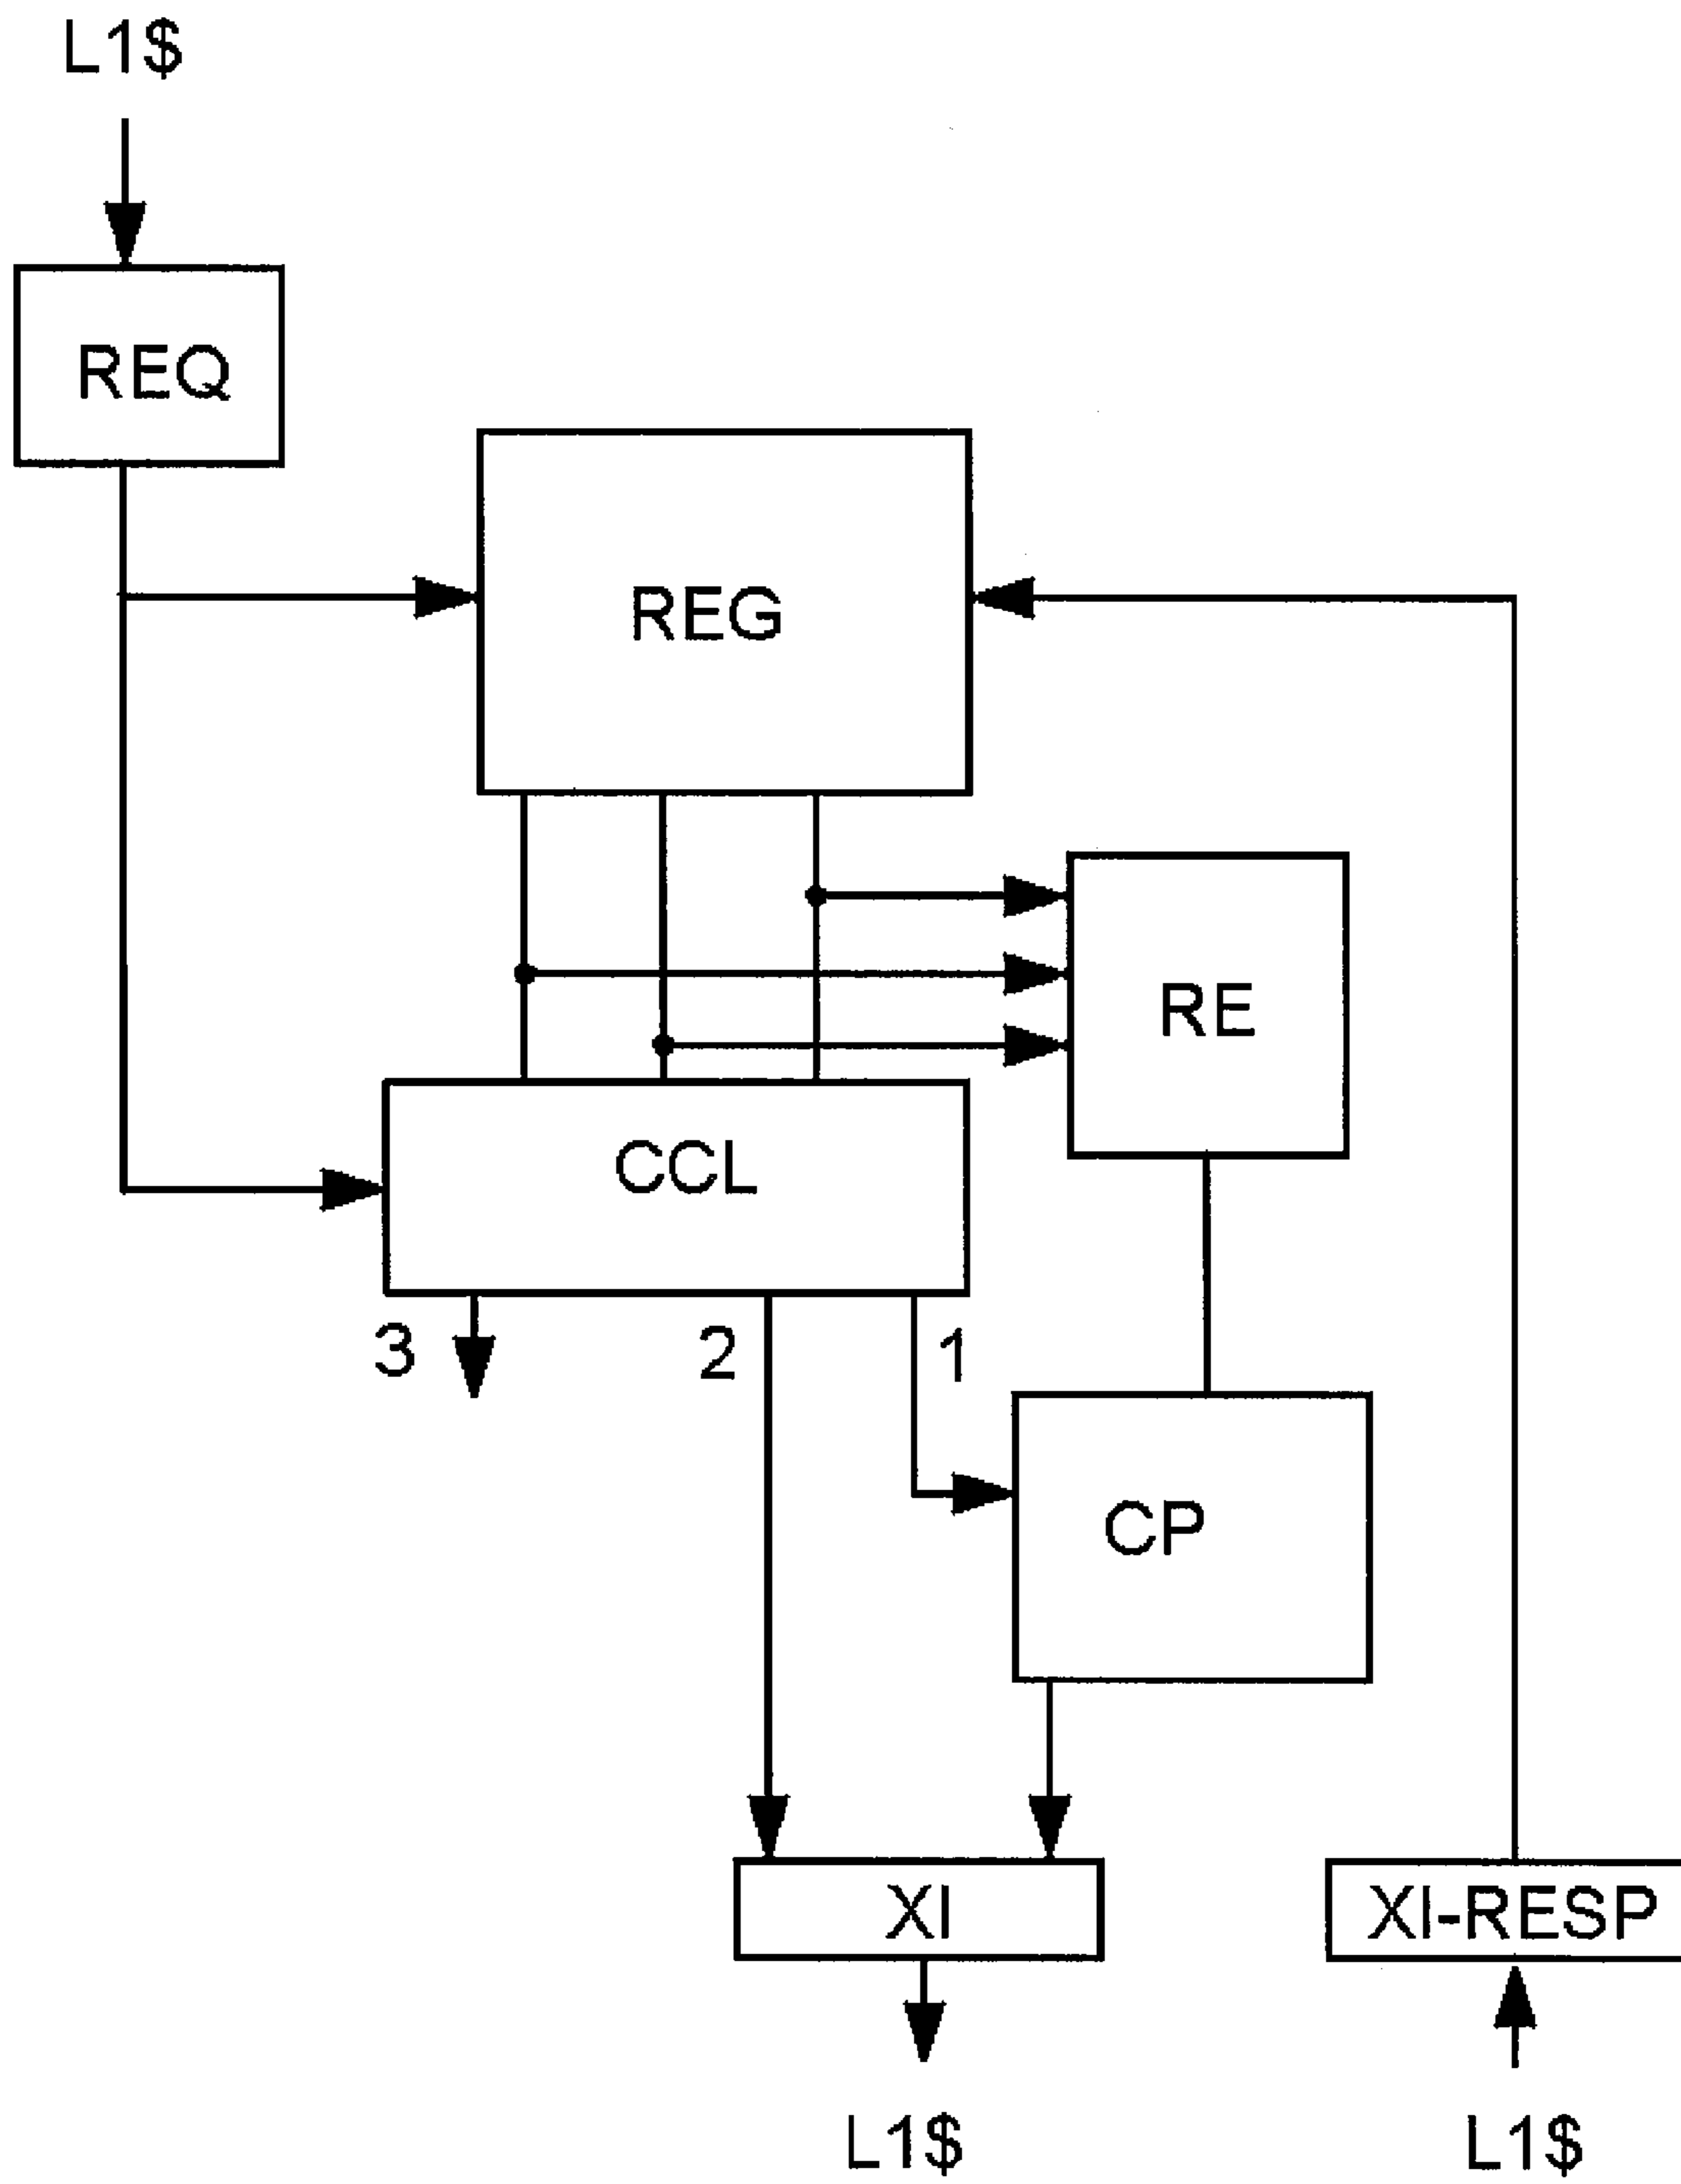 L1$
REQ
REG
RE
CCL
3
2
1
CP
XI
XI-RESP
L1$
L1$